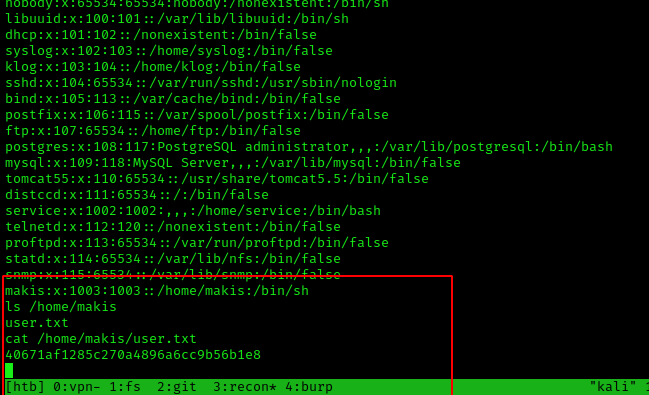 nobody:x:65534:65534:nobody:/nonexistent:/bin/sh
libuuid:x:100:101::/var/lib/libuuid:/bin/sh
dhcp:x:101:102::/nonexistent:/bin/false
syslog:x:102:103::/home/syslog:/bin/false
klog:x:103:104::/home/klog:/bin/false
sshd:x:104:65534::/var/run/sshd:/usr/sbin/nologin
bind:x:105:113::/var/cache/bind:/bin/false
postfix:x:106:115::/var/spool/postfix:/bin/false
ftp:x:107:65534::/home/ftp:/bin/false
postgres:x:108:117:PostgreSQL administrator,,,:/var/lib/postgresql:/bin/bash
mysql:x:109:118:MySQL Server,,,:/var/lib/mysql:/bin/false
tomcat55:x:110:65534::/usr/share/tomcat5.5:/bin/false
distccd:x:111:65534::/:/bin/false
service:x:1002:1002:,,,:/home/service:/bin/bash
telnetd:x:112:120::/nonexistent:/bin/false
proftpd:x:113:65534::/var/run/proftpd:/bin/false
statd:x:114:65534::/var/lib/nfs:/bin/false
snmp:x:115:65534::/var/lib/snmp:/bin/false
makis:x:1003:1003::/home/makis:/bin/sh
ls /home/makis
user.txt
cat /home/makis/user.txt
40671af1285c270a4896a6cc9b56b1e8
[htb] 0:vpn- 1:fs 2:git 3:recon* 4:burp "kali" 1